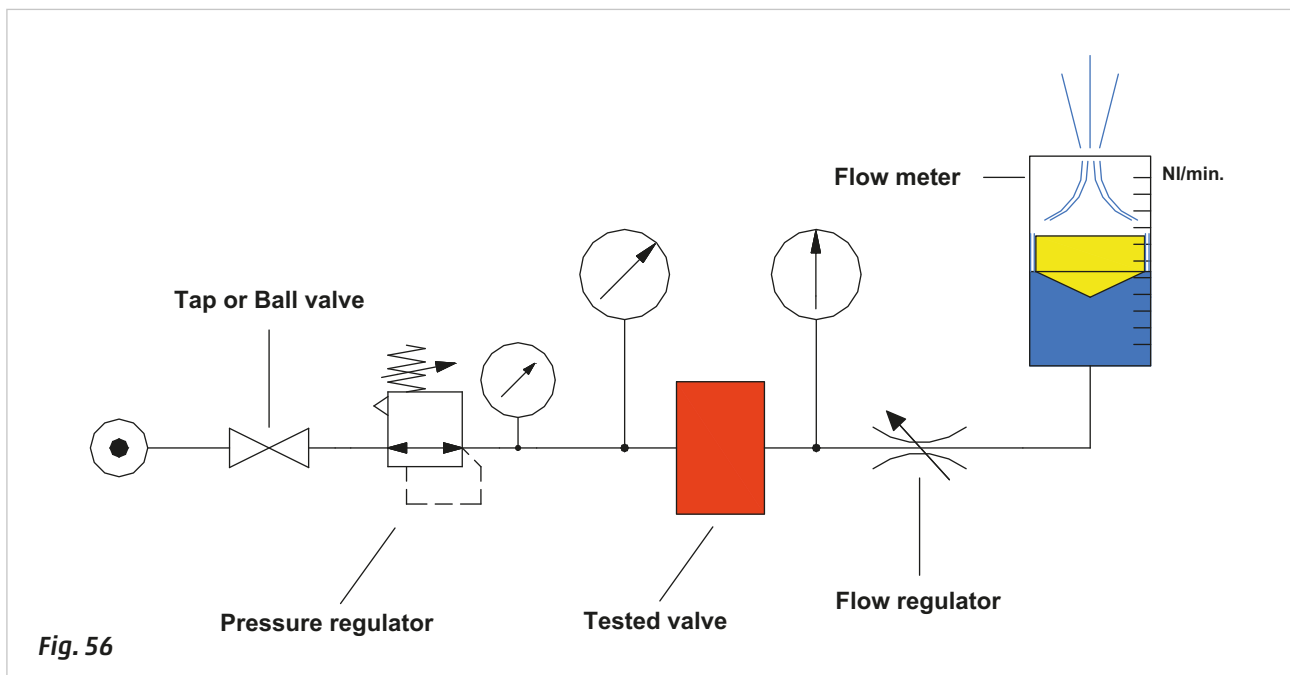 Flow meter
Nl/min.
Tap or Ball valve
Pressure regulator
Tested valve
Flow regulator
Fig. 56